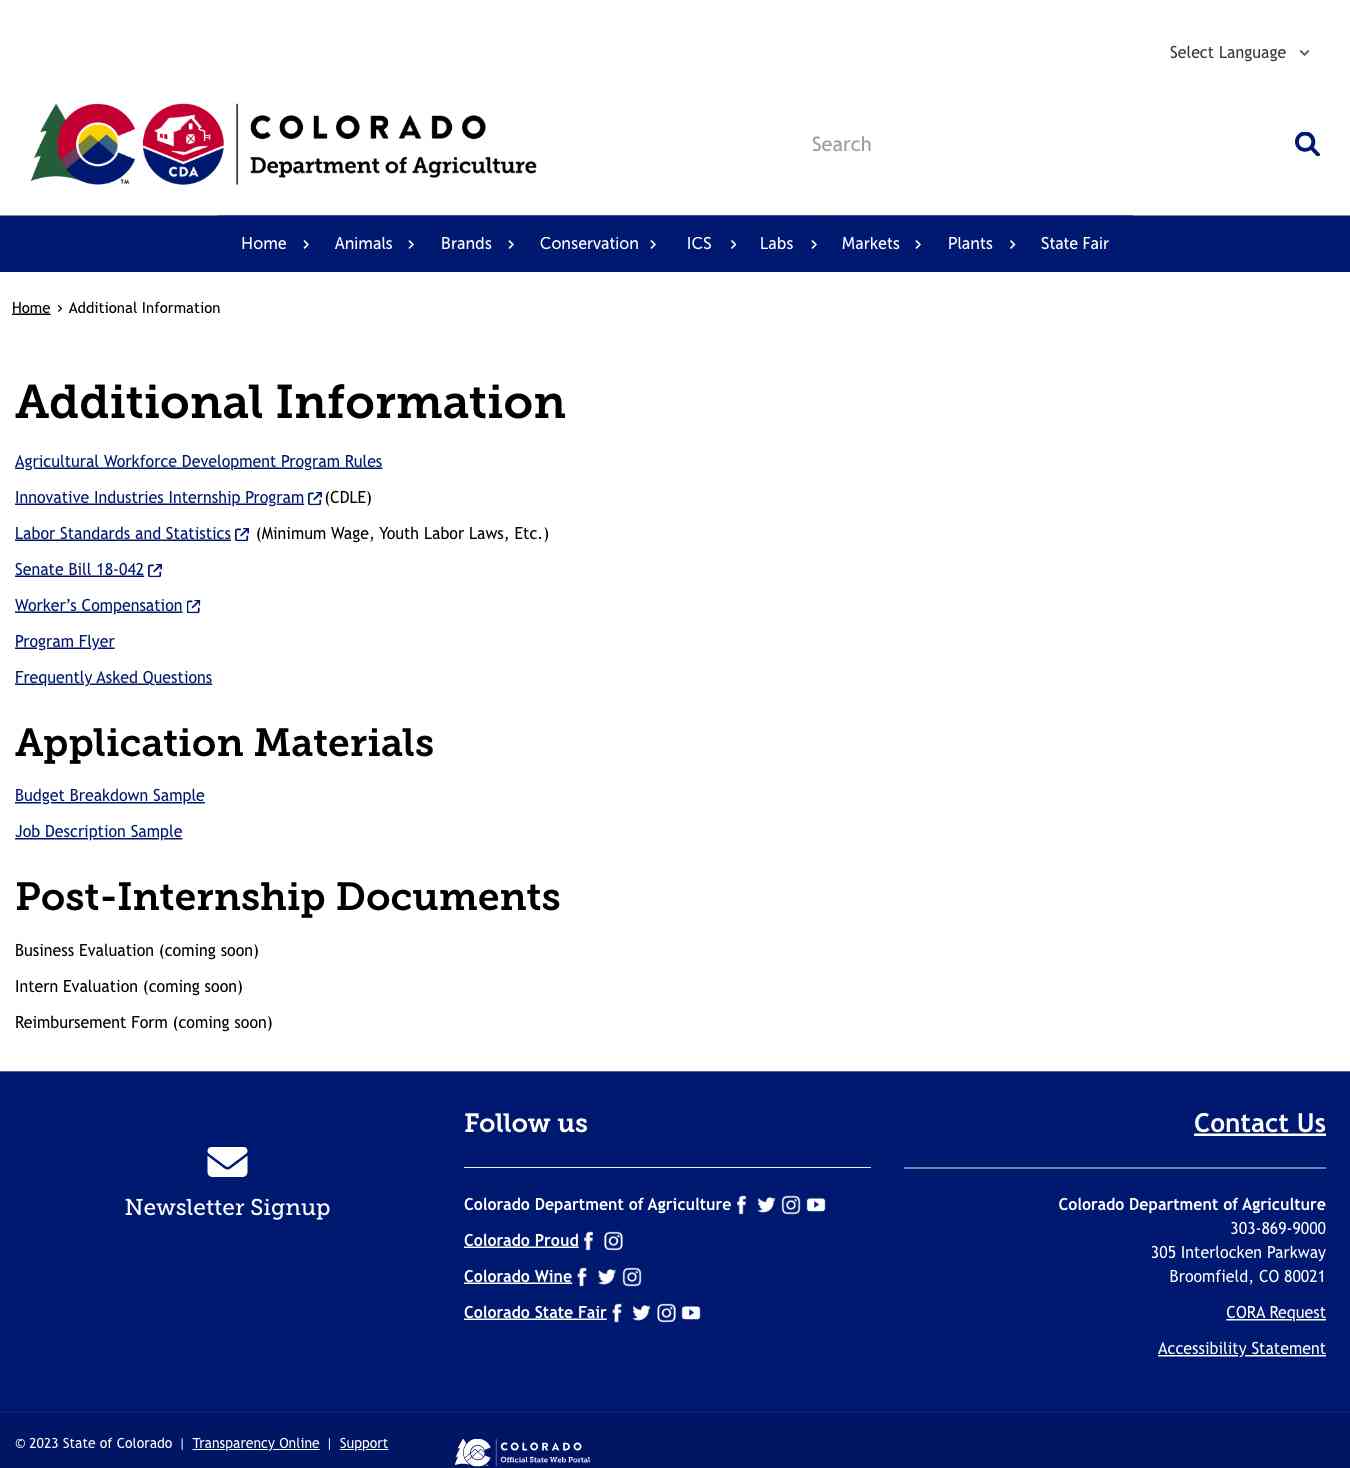 Select Language
CDA
TM
COLORADO
Department of Agriculture
Search
Home Animals Brands Conservation ICS Labs Markets Plants State Fair
Home › Additional Information
Additional Information
Agricultural Workforce Development Program Rules
Innovative Industries Internship Program (CDLE)
Labor Standards and Statistics (Minimum Wage, Youth Labor Laws, Etc.)
Senate Bill 18-042
Worker's Compensation
Program Flyer
Frequently Asked Questions
Application Materials
Budget Breakdown Sample
Job Description Sample
Post-Internship Documents
Business Evaluation (coming soon)
Intern Evaluation (coming soon)
Reimbursement Form (coming soon)
Newsletter Signup
Follow us
Colorado Department of Agriculture
Colorado Proud
Colorado Wine
Colorado State Fair
Contact Us
Colorado Department of Agriculture
303-869-9000
305 Interlocken Parkway
Broomfield, CO 80021
CORA Request
Accessibility Statement
© 2023 State of Colorado | Transparency Online | Support
COLORADO
Official State Web Portal